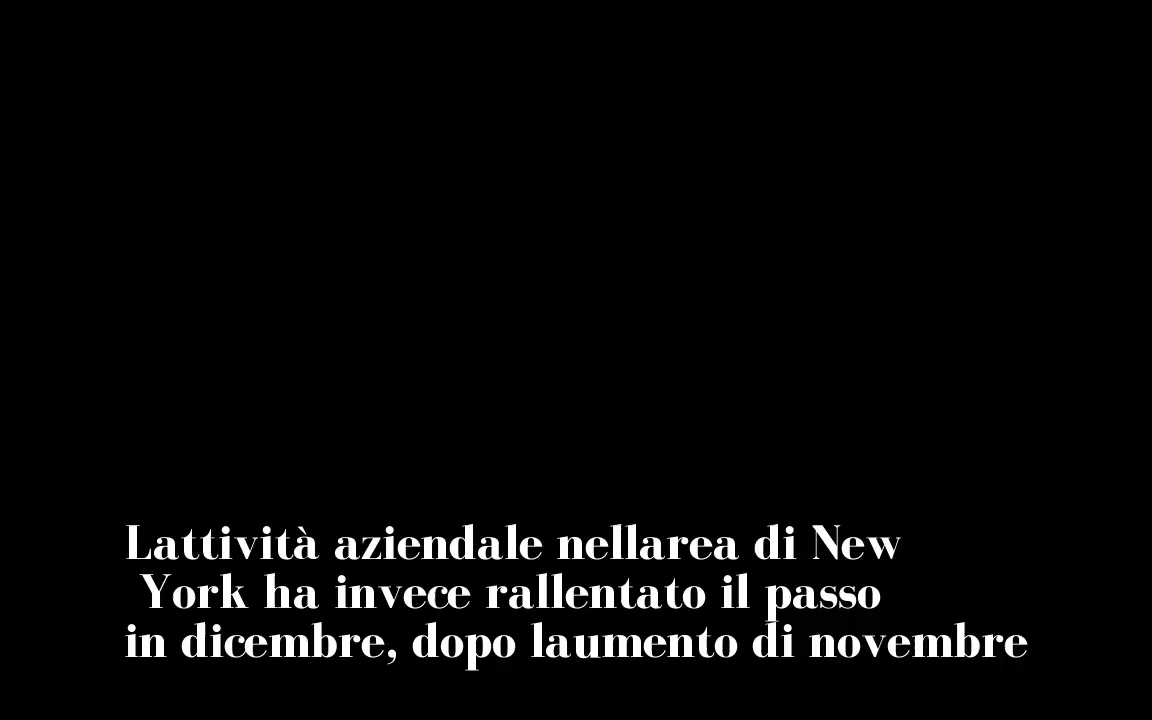 Lattività aziendale nellarea di New
York ha invece rallentato il passo
in dicembre, dopo laumento di novembre